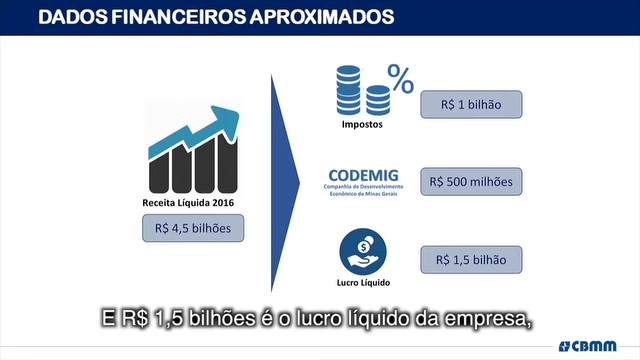 DADOS FINANCEIROS APROXIMADOS
%
Impostos
R$ 1 bilhão
Receita Líquida 2016
R$ 4,5 bilhões
CODEMIG
Companhia de Desenvolvimento
Econômico de Minas Gerais
R$ 500 milhões
$
Lucro Líquido
R$ 1,5 bilhão
E R$ 1,5 bilhões é o lucro líquido da empresa,
CBMM